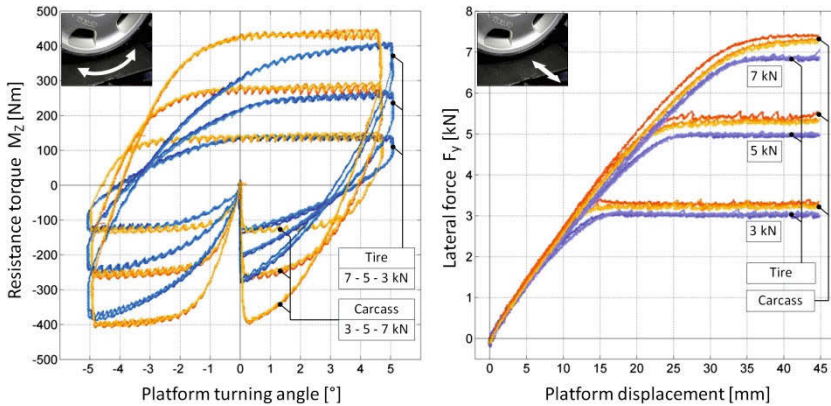 500
400
300
200
100
0
-100
-200
-300
-400
-500
Resistance torque M_Z [Nm]
-5 -4 -3 -2 -1 0 1 2 3 4 5
Platform turning angle [°]
Tire
7 - 5 - 3 kN
Carcass
3 - 5 - 7 kN
8
7
6
5
4
3
2
1
0
Lateral force F_y [kN]
0 5 10 15 20 25 30 35 40 45
Platform displacement [mm]
7 kN
5 kN
3 kN
Tire
Carcass